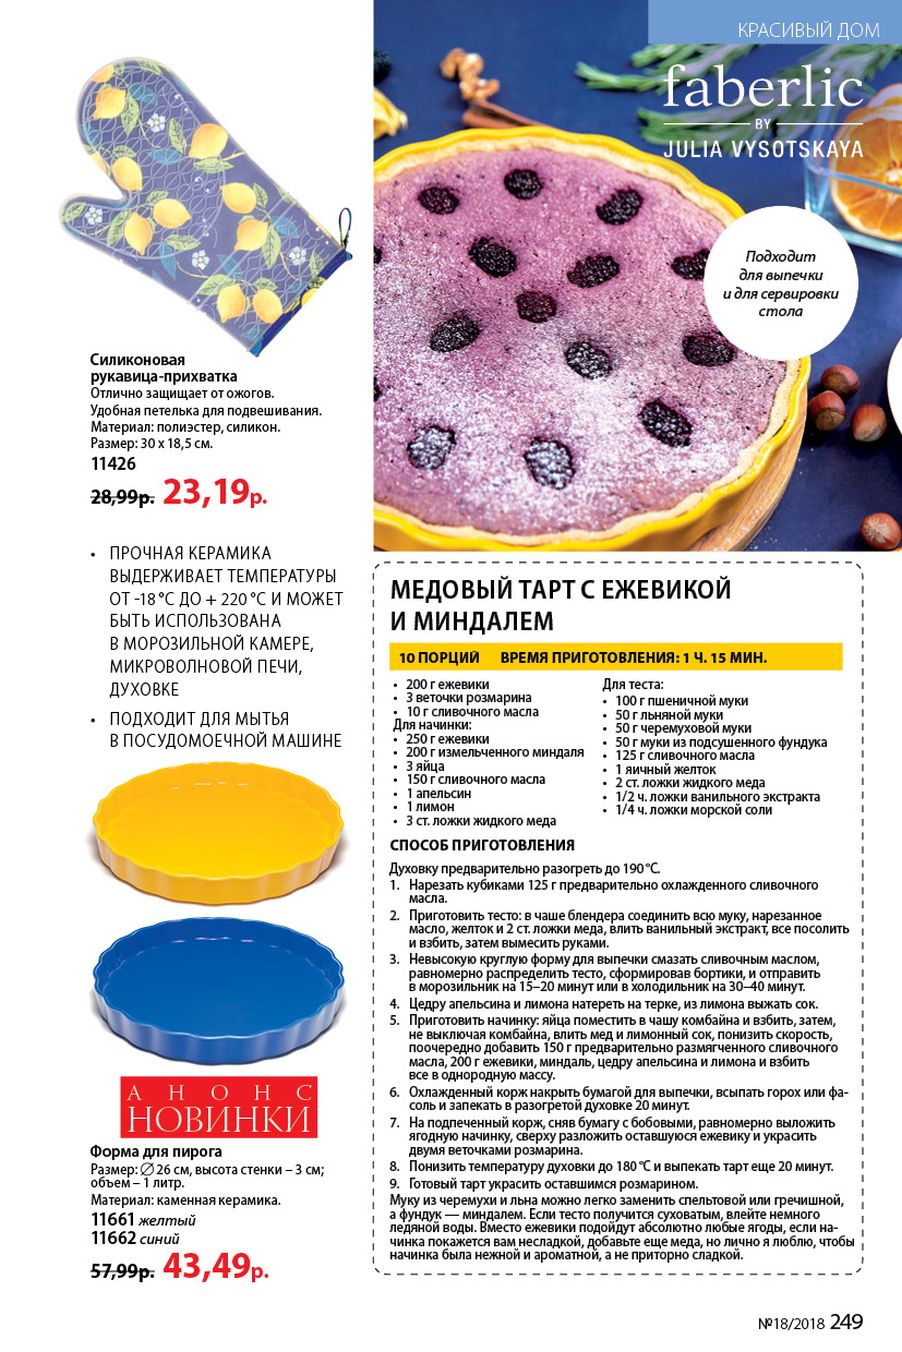 КРАСИВЫЙ ДОМ
faberlic
BY
JULIA VYSOTSKAYA
Подходит
для выпечки
и для сервировки
стола
Силиконовая
рукавица-прихватка
Отлично защищает от ожогов.
Удобная петелька для подвешивания.
Материал: полиэстер, силикон.
Размер: 30 х 18,5 см.
11426
28,99р. 23,19р.
• ПРОЧНАЯ КЕРАМИКА
ВЫДЕРЖИВАЕТ ТЕМПЕРАТУРЫ
ОТ -18 °С ДО + 220 °С И МОЖЕТ
БЫТЬ ИСПОЛЬЗОВАНА
В МОРОЗИЛЬНОЙ КАМЕРЕ,
МИКРОВОЛНОВОЙ ПЕЧИ,
ДУХОВКЕ
• ПОДХОДИТ ДЛЯ МЫТЬЯ
В ПОСУДОМОЕЧНОЙ МАШИНЕ
АНОНС
НОВИНКИ
Форма для пирога
Размер: ∅ 26 см, высота стенки – 3 см;
объем – 1 литр.
Материал: каменная керамика.
11661 желтый
11662 синий
57,99р. 43,49р.
МЕДОВЫЙ ТАРТ С ЕЖЕВИКОЙ
И МИНДАЛЕМ
10 ПОРЦИЙ ВРЕМЯ ПРИГОТОВЛЕНИЯ: 1 Ч. 15 МИН.
• 200 г ежевики
• 3 веточки розмарина
• 10 г сливочного масла
Для начинки:
• 250 г ежевики
• 200 г измельченного миндаля
• 3 яйца
• 150 г сливочного масла
• 1 апельсин
• 1 лимон
• 3 ст. ложки жидкого меда
Для теста:
• 100 г пшеничной муки
• 50 г льняной муки
• 50 г черемуховой муки
• 50 г муки из подсушенного фундука
• 125 г сливочного масла
• 1 яичный желток
• 2 ст. ложки жидкого меда
• 1/2 ч. ложки ванильного экстракта
• 1/4 ч. ложки морской соли
СПОСОБ ПРИГОТОВЛЕНИЯ
Духовку предварительно разогреть до 190 °С.
1. Нарезать кубиками 125 г предварительно охлажденного сливочного
масла.
2. Приготовить тесто: в чаше блендера соединить всю муку, нарезанное
масло, желток и 2 ст. ложки меда, влить ванильный экстракт, все посолить
и взбить, затем вымесить руками.
3. Невысокую круглую форму для выпечки смазать сливочным маслом,
равномерно распределить тесто, сформировав бортики, и отправить
в морозильник на 15–20 минут или в холодильник на 30–40 минут.
4. Цедру апельсина и лимона натереть на терке, из лимона выжать сок.
5. Приготовить начинку: яйца поместить в чашу комбайна и взбить, затем,
не выключая комбайна, влить мед и лимонный сок, понизить скорость,
поочередно добавить 150 г предварительно размягченного сливочного
масла, 200 г ежевики, миндаль, цедру апельсина и лимона и взбить
все в однородную массу.
6. Охлажденный корж накрыть бумагой для выпечки, всыпать горох или фа-
соль и запекать в разогретой духовке 20 минут.
7. На подпеченный корж, сняв бумагу с бобовыми, равномерно выложить
ягодную начинку, сверху разложить оставшуюся ежевику и украсить
двумя веточками розмарина.
8. Понизить температуру духовки до 180 °С и выпекать тарт еще 20 минут.
9. Готовый тарт украсить оставшимся розмарином.
Муку из черемухи и льна можно легко заменить спельтовой или гречишной,
а фундук — миндалем. Если тесто получится суховатым, влейте немного
ледяной воды. Вместо ежевики подойдут абсолютно любые ягоды, если на-
чинка покажется вам несладкой, добавьте еще меда, но лично я люблю, чтобы
начинка была нежной и ароматной, а не приторно сладкой.
№18/2018 249